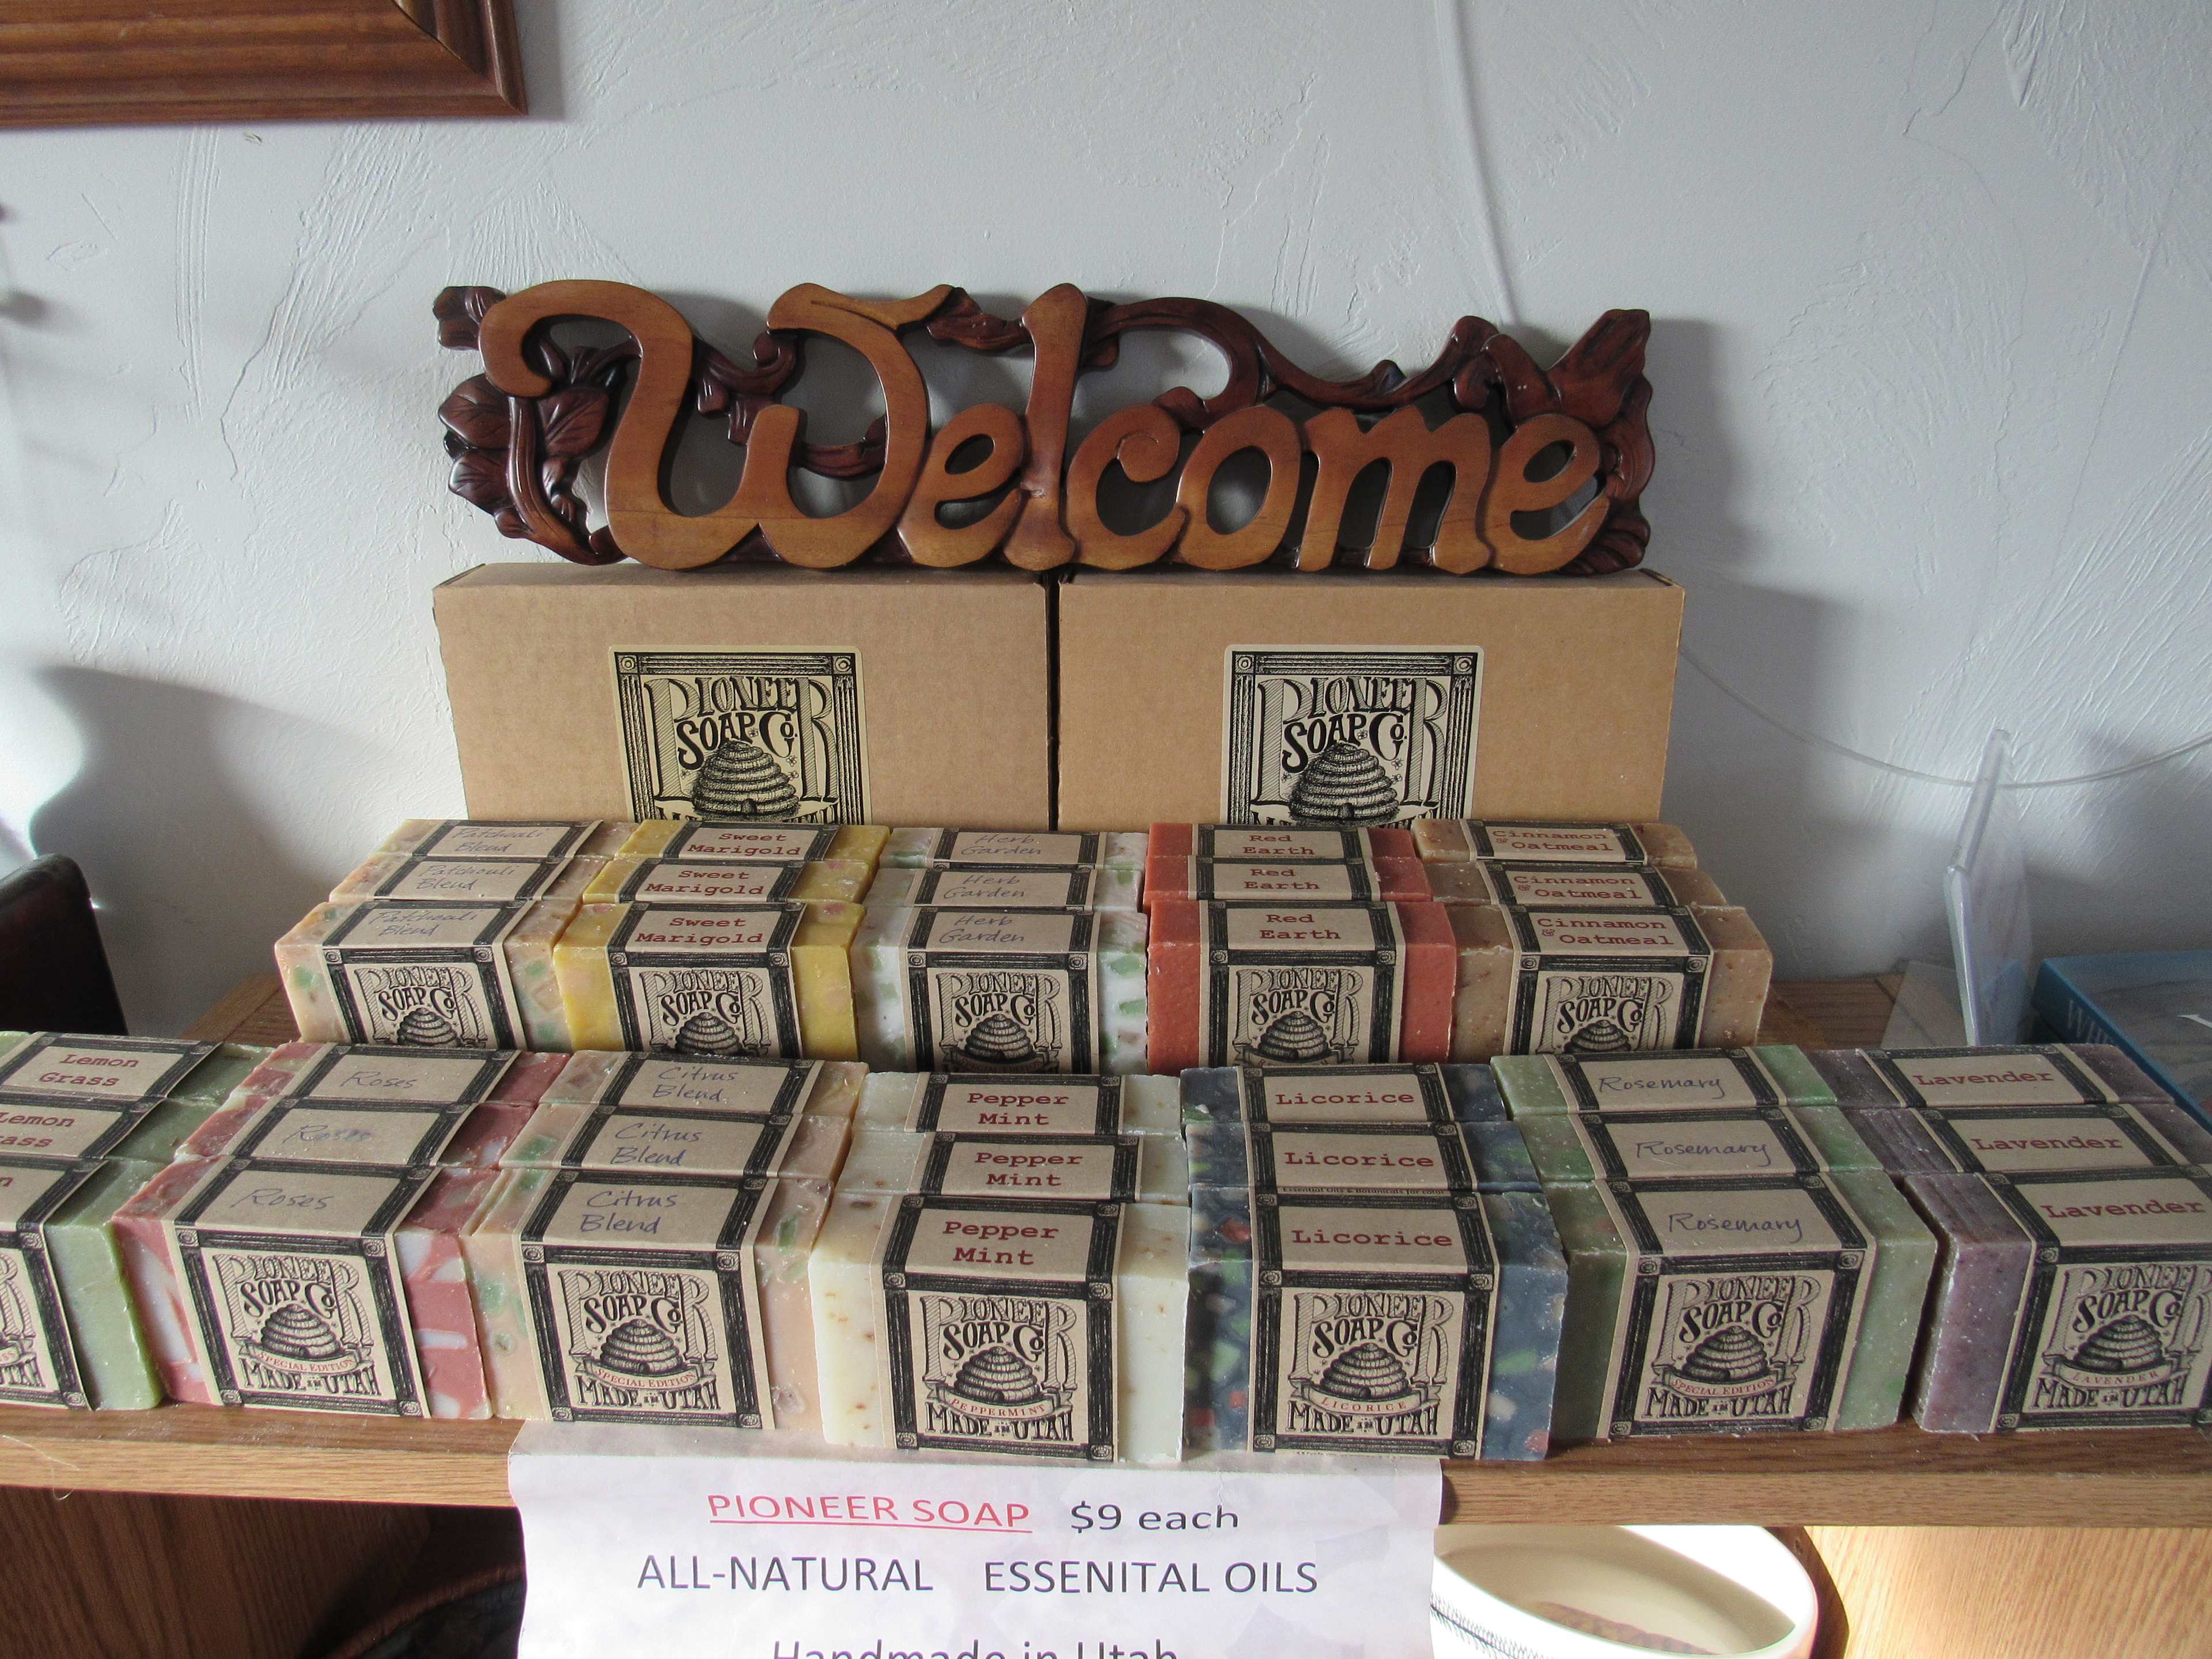 Welcome
PIONEER
SOAP Co.
PIONEER
SOAP Co.
Patchouli
Blend
Sweet
Marigold
Herb
Garden
Red
Earth
Cinnamon
& Oatmeal
Patchouli
Blend
Sweet
Marigold
Herb
Garden
Red
Earth
Cinnamon
& Oatmeal
Patchouli
Blend
Sweet
Marigold
Herb
Garden
Red
Earth
Cinnamon
& Oatmeal
PIONEER
SOAP Co.
PIONEER
SOAP Co.
PIONEER
SOAP Co.
PIONEER
SOAP Co.
PIONEER
SOAP Co.
Lemon
Grass
Roses
Citrus
Blend
Pepper
Mint
Licorice
Rosemary
Lavender
Lemon
Roses
Citrus
Blend
Pepper
Mint
Licorice
Rosemary
Lavender
Roses
Citrus
Blend
Pepper
Mint
Licorice
Rosemary
Lavender
PIONEER
SOAP Co.
SPECIAL EDITION
MADE IN UTAH
PIONEER
SOAP Co.
SPECIAL EDITION
MADE IN UTAH
PIONEER
SOAP Co.
PEPPERMINT
MADE IN UTAH
PIONEER
SOAP Co.
LICORICE
MADE IN UTAH
PIONEER
SOAP Co.
SPECIAL EDITION
MADE IN UTAH
PIONEER
SOAP Co.
LAVENDER
MADE IN UTAH
PIONEER SOAP $9 each
ALL-NATURAL ESSENITAL OILS
Handmade in Utah